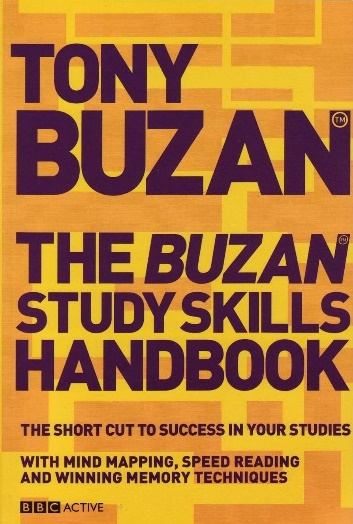 TONY
BUZAN™
THE BUZAN™
STUDY SKILLS
HANDBOOK
THE SHORT CUT TO SUCCESS IN YOUR STUDIES
WITH MIND MAPPING, SPEED READING
AND WINNING MEMORY TECHNIQUES
BBC ACTIVE